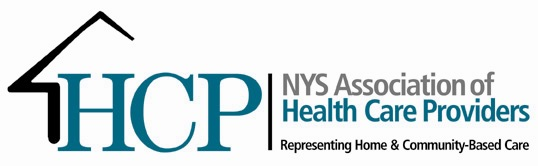 HCP
NYS Association of
Health Care Providers
Representing Home & Community-Based Care